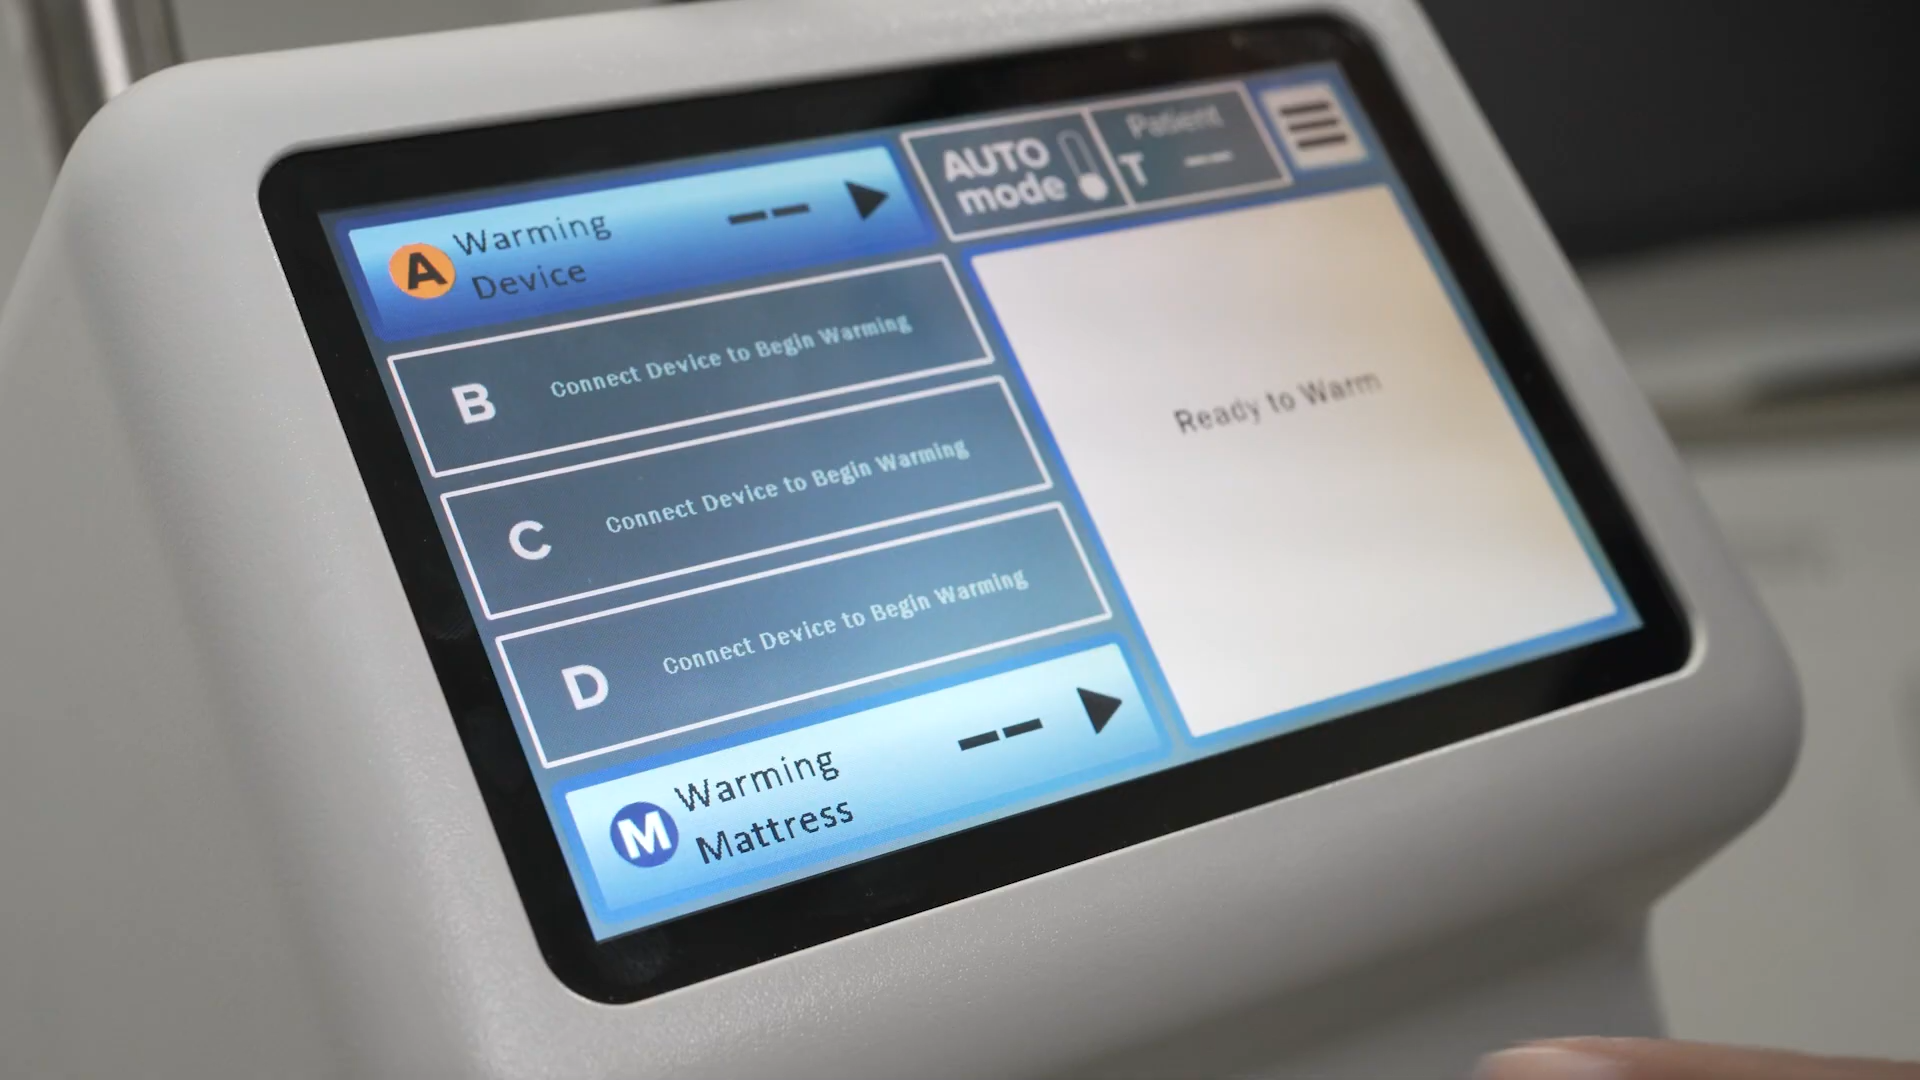 A Warming Device -- 
AUTO mode
Patient
T --
B Connect Device to Begin Warming
C Connect Device to Begin Warming
D Connect Device to Begin Warming
M Warming Mattress --
Ready to Warm